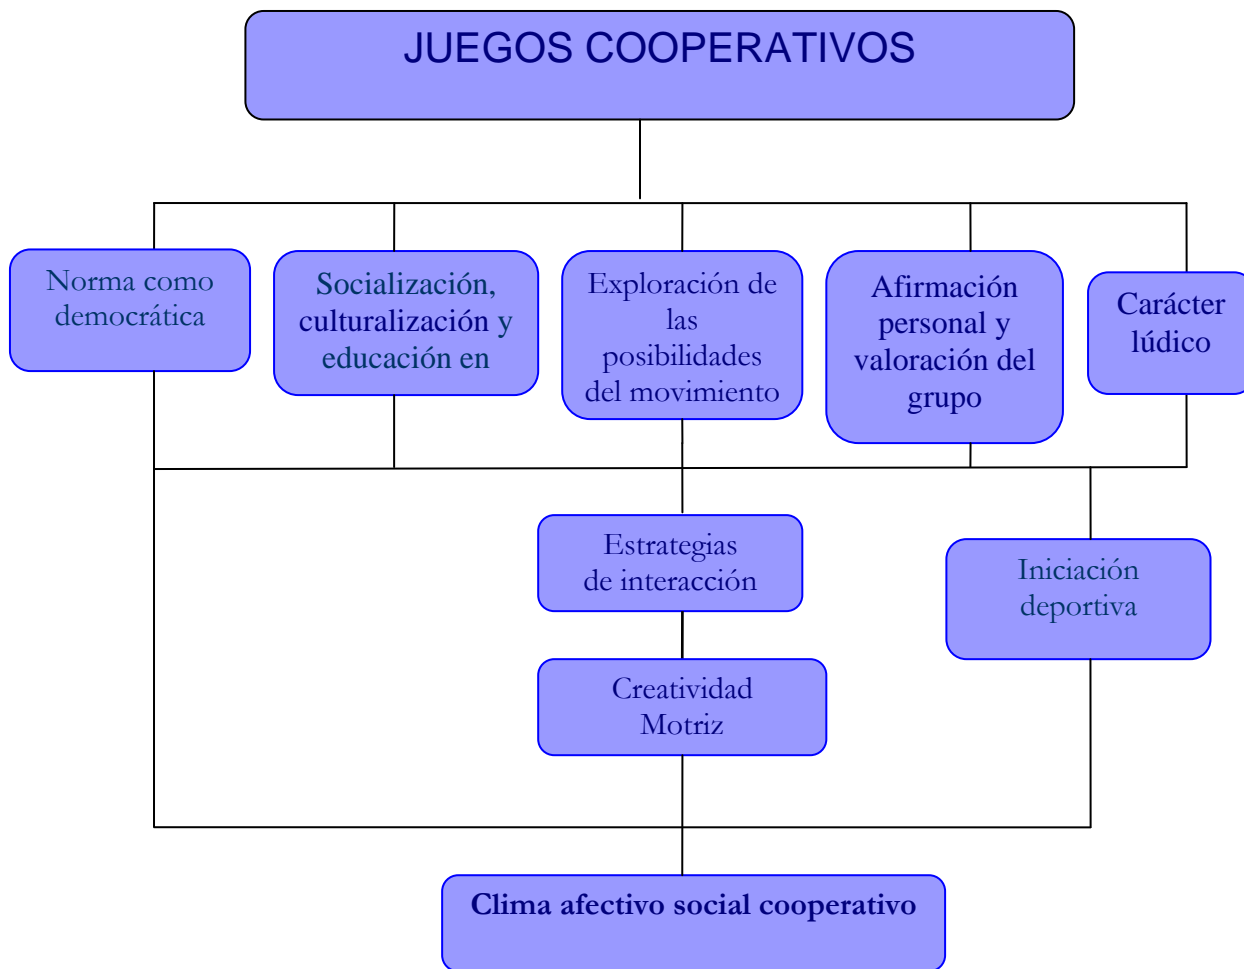 JUEGOS COOPERATIVOS
Norma como
democrática
Socialización,
culturalización y
educación en
Exploración de
las
posibilidades
del movimiento
Afirmación
personal y
valoración del
grupo
Carácter
lúdico
Estrategias
de interacción
Iniciación
deportiva
Creatividad
Motriz
Clima afectivo social cooperativo